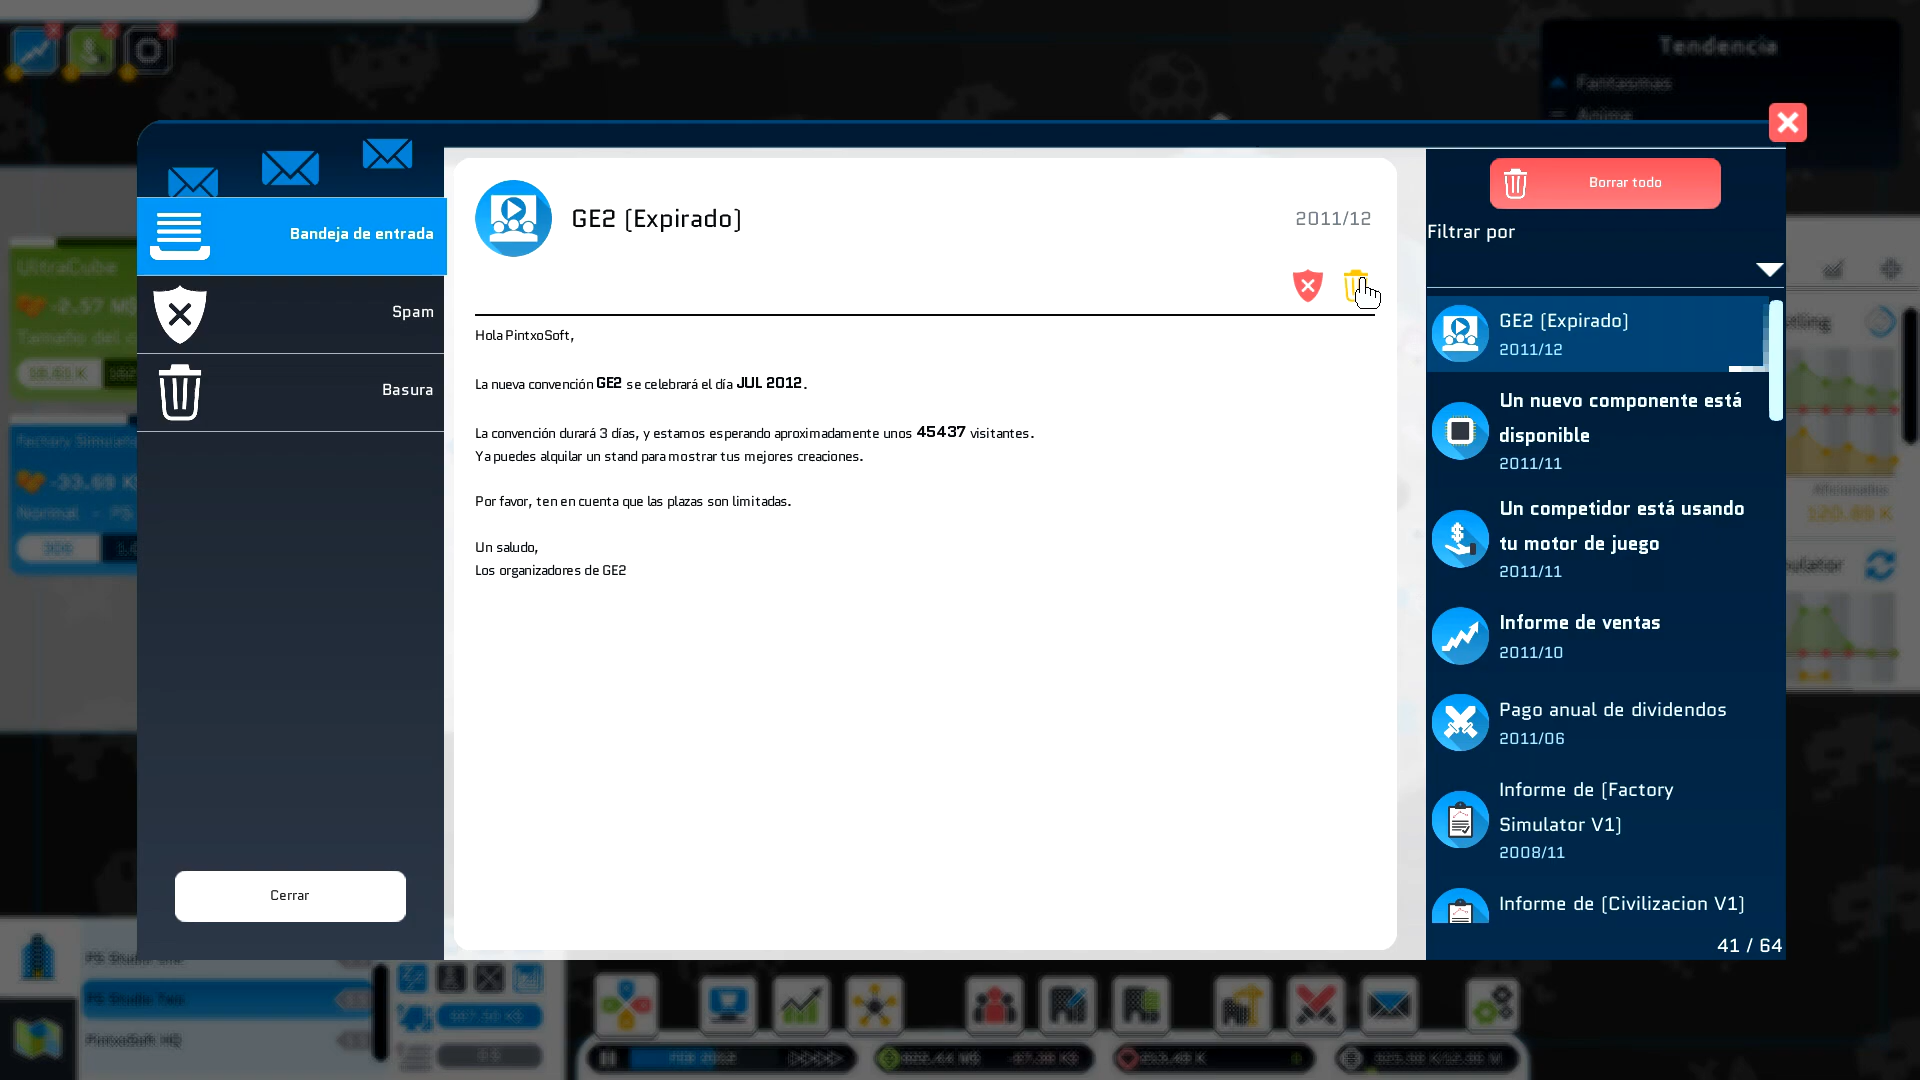 Tendencia
Fantasmas
Borrar todo
Filtrar por
Bandeja de entrada
Spam
Basura
Cerrar
GE2 (Expirado)
2011/12
Hola PintxoSoft,
La nueva convención GE2 se celebrará el día JUL 2012.
La convención durará 3 días, y estamos esperando aproximadamente unos 45437 visitantes.
Ya puedes alquilar un stand para mostrar tus mejores creaciones.
Por favor, ten en cuenta que las plazas son limitadas.
Un saludo,
Los organizadores de GE2
GE2 (Expirado)
2011/12
Un nuevo componente está
disponible
2011/11
Un competidor está usando
tu motor de juego
2011/11
Informe de ventas
2011/10
Pago anual de dividendos
2011/06
Informe de (Factory
Simulator V1)
2008/11
Informe de (Civilizacion V1)
41 / 64
UltraCube